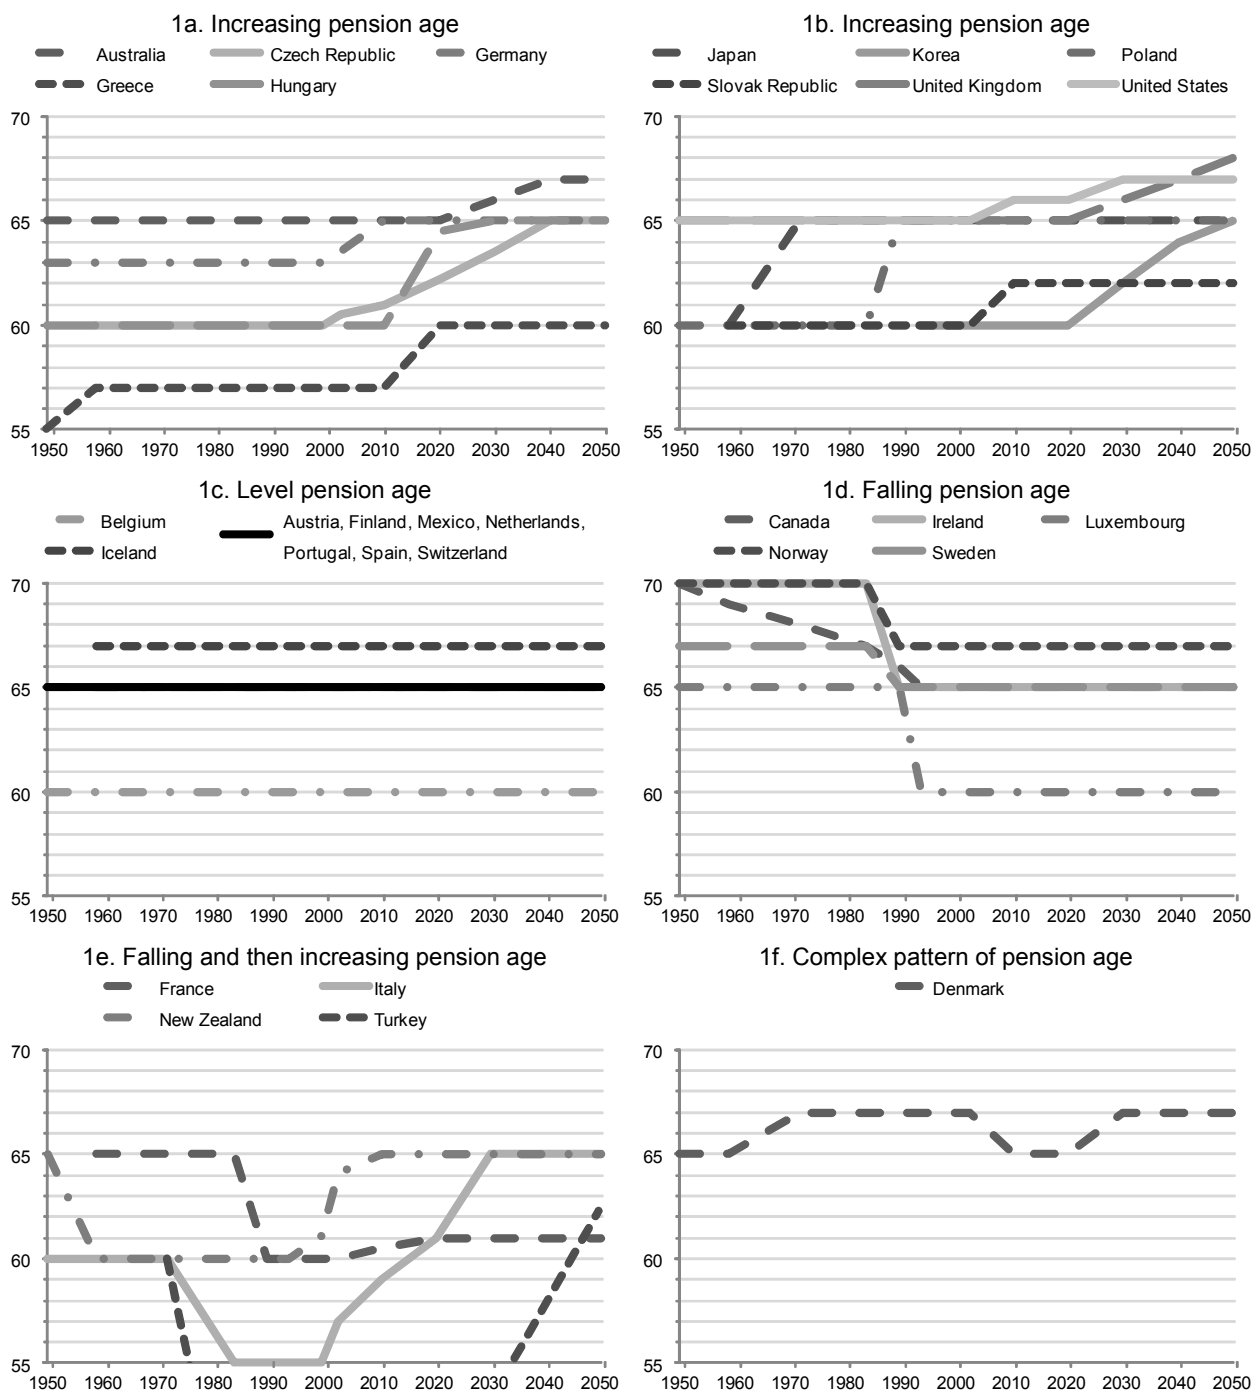 1a. Increasing pension age
Australia Czech Republic Germany
Greece Hungary
70
65
60
55
1950 1960 1970 1980 1990 2000 2010 2020 2030 2040 2050
1b. Increasing pension age
Japan Korea Poland
Slovak Republic United Kingdom United States
70
65
60
55
1950 1960 1970 1980 1990 2000 2010 2020 2030 2040 2050
1c. Level pension age
Belgium Austria, Finland, Mexico, Netherlands,
Iceland Portugal, Spain, Switzerland
70
65
60
55
1950 1960 1970 1980 1990 2000 2010 2020 2030 2040 2050
1d. Falling pension age
Canada Ireland Luxembourg
Norway Sweden
70
65
60
55
1950 1960 1970 1980 1990 2000 2010 2020 2030 2040 2050
1e. Falling and then increasing pension age
France Italy
New Zealand Turkey
70
65
60
55
1950 1960 1970 1980 1990 2000 2010 2020 2030 2040 2050
1f. Complex pattern of pension age
Denmark
70
65
60
55
1950 1960 1970 1980 1990 2000 2010 2020 2030 2040 2050